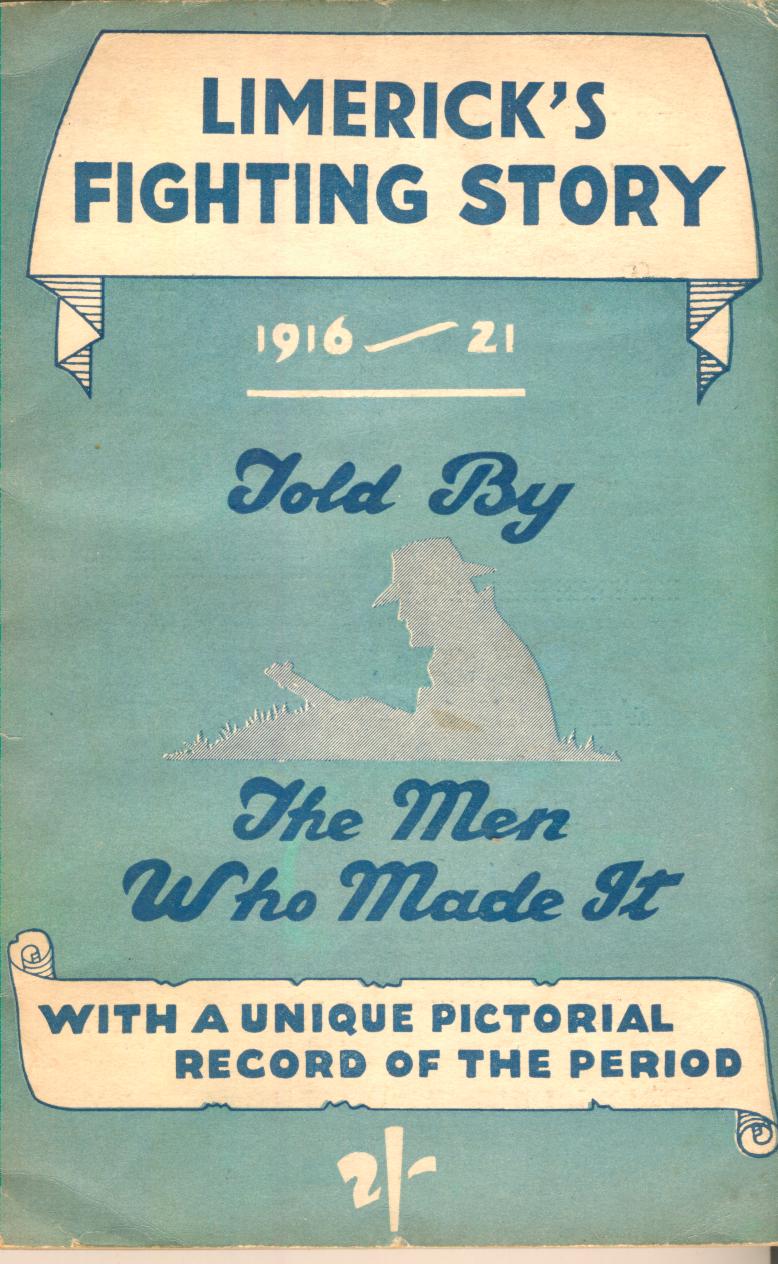 LIMERICK'S
FIGHTING STORY
1916 — 21
Told By
The Men
Who Made It
WITH A UNIQUE PICTORIAL
RECORD OF THE PERIOD
2/-